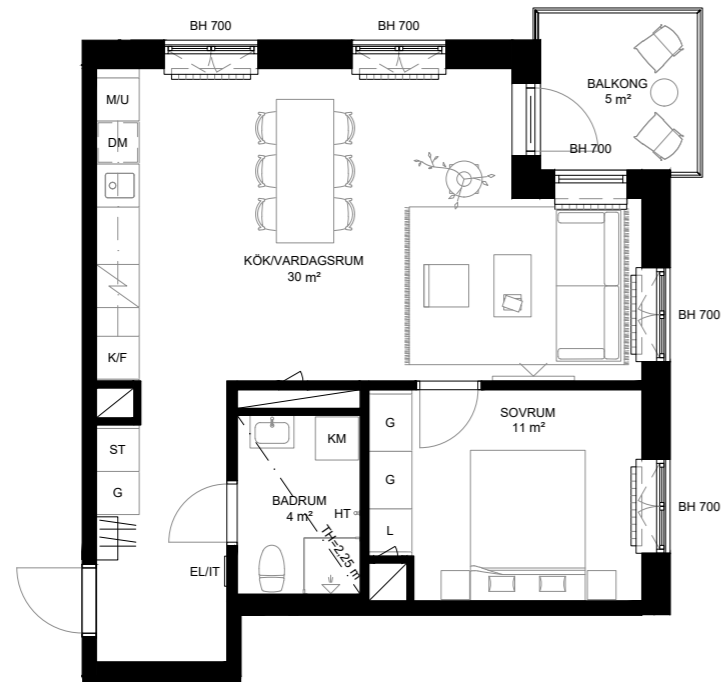 BH 700
BH 700
BALKONG
5 m²
M/U
DM
BH 700
KÖK/VARDAGSRUM
30 m²
BH 700
K/F
SOVRUM
11 m²
G
ST
KM
G
G
BADRUM
4 m²
HT
L
BH 700
TH=2,25 m
EL/IT